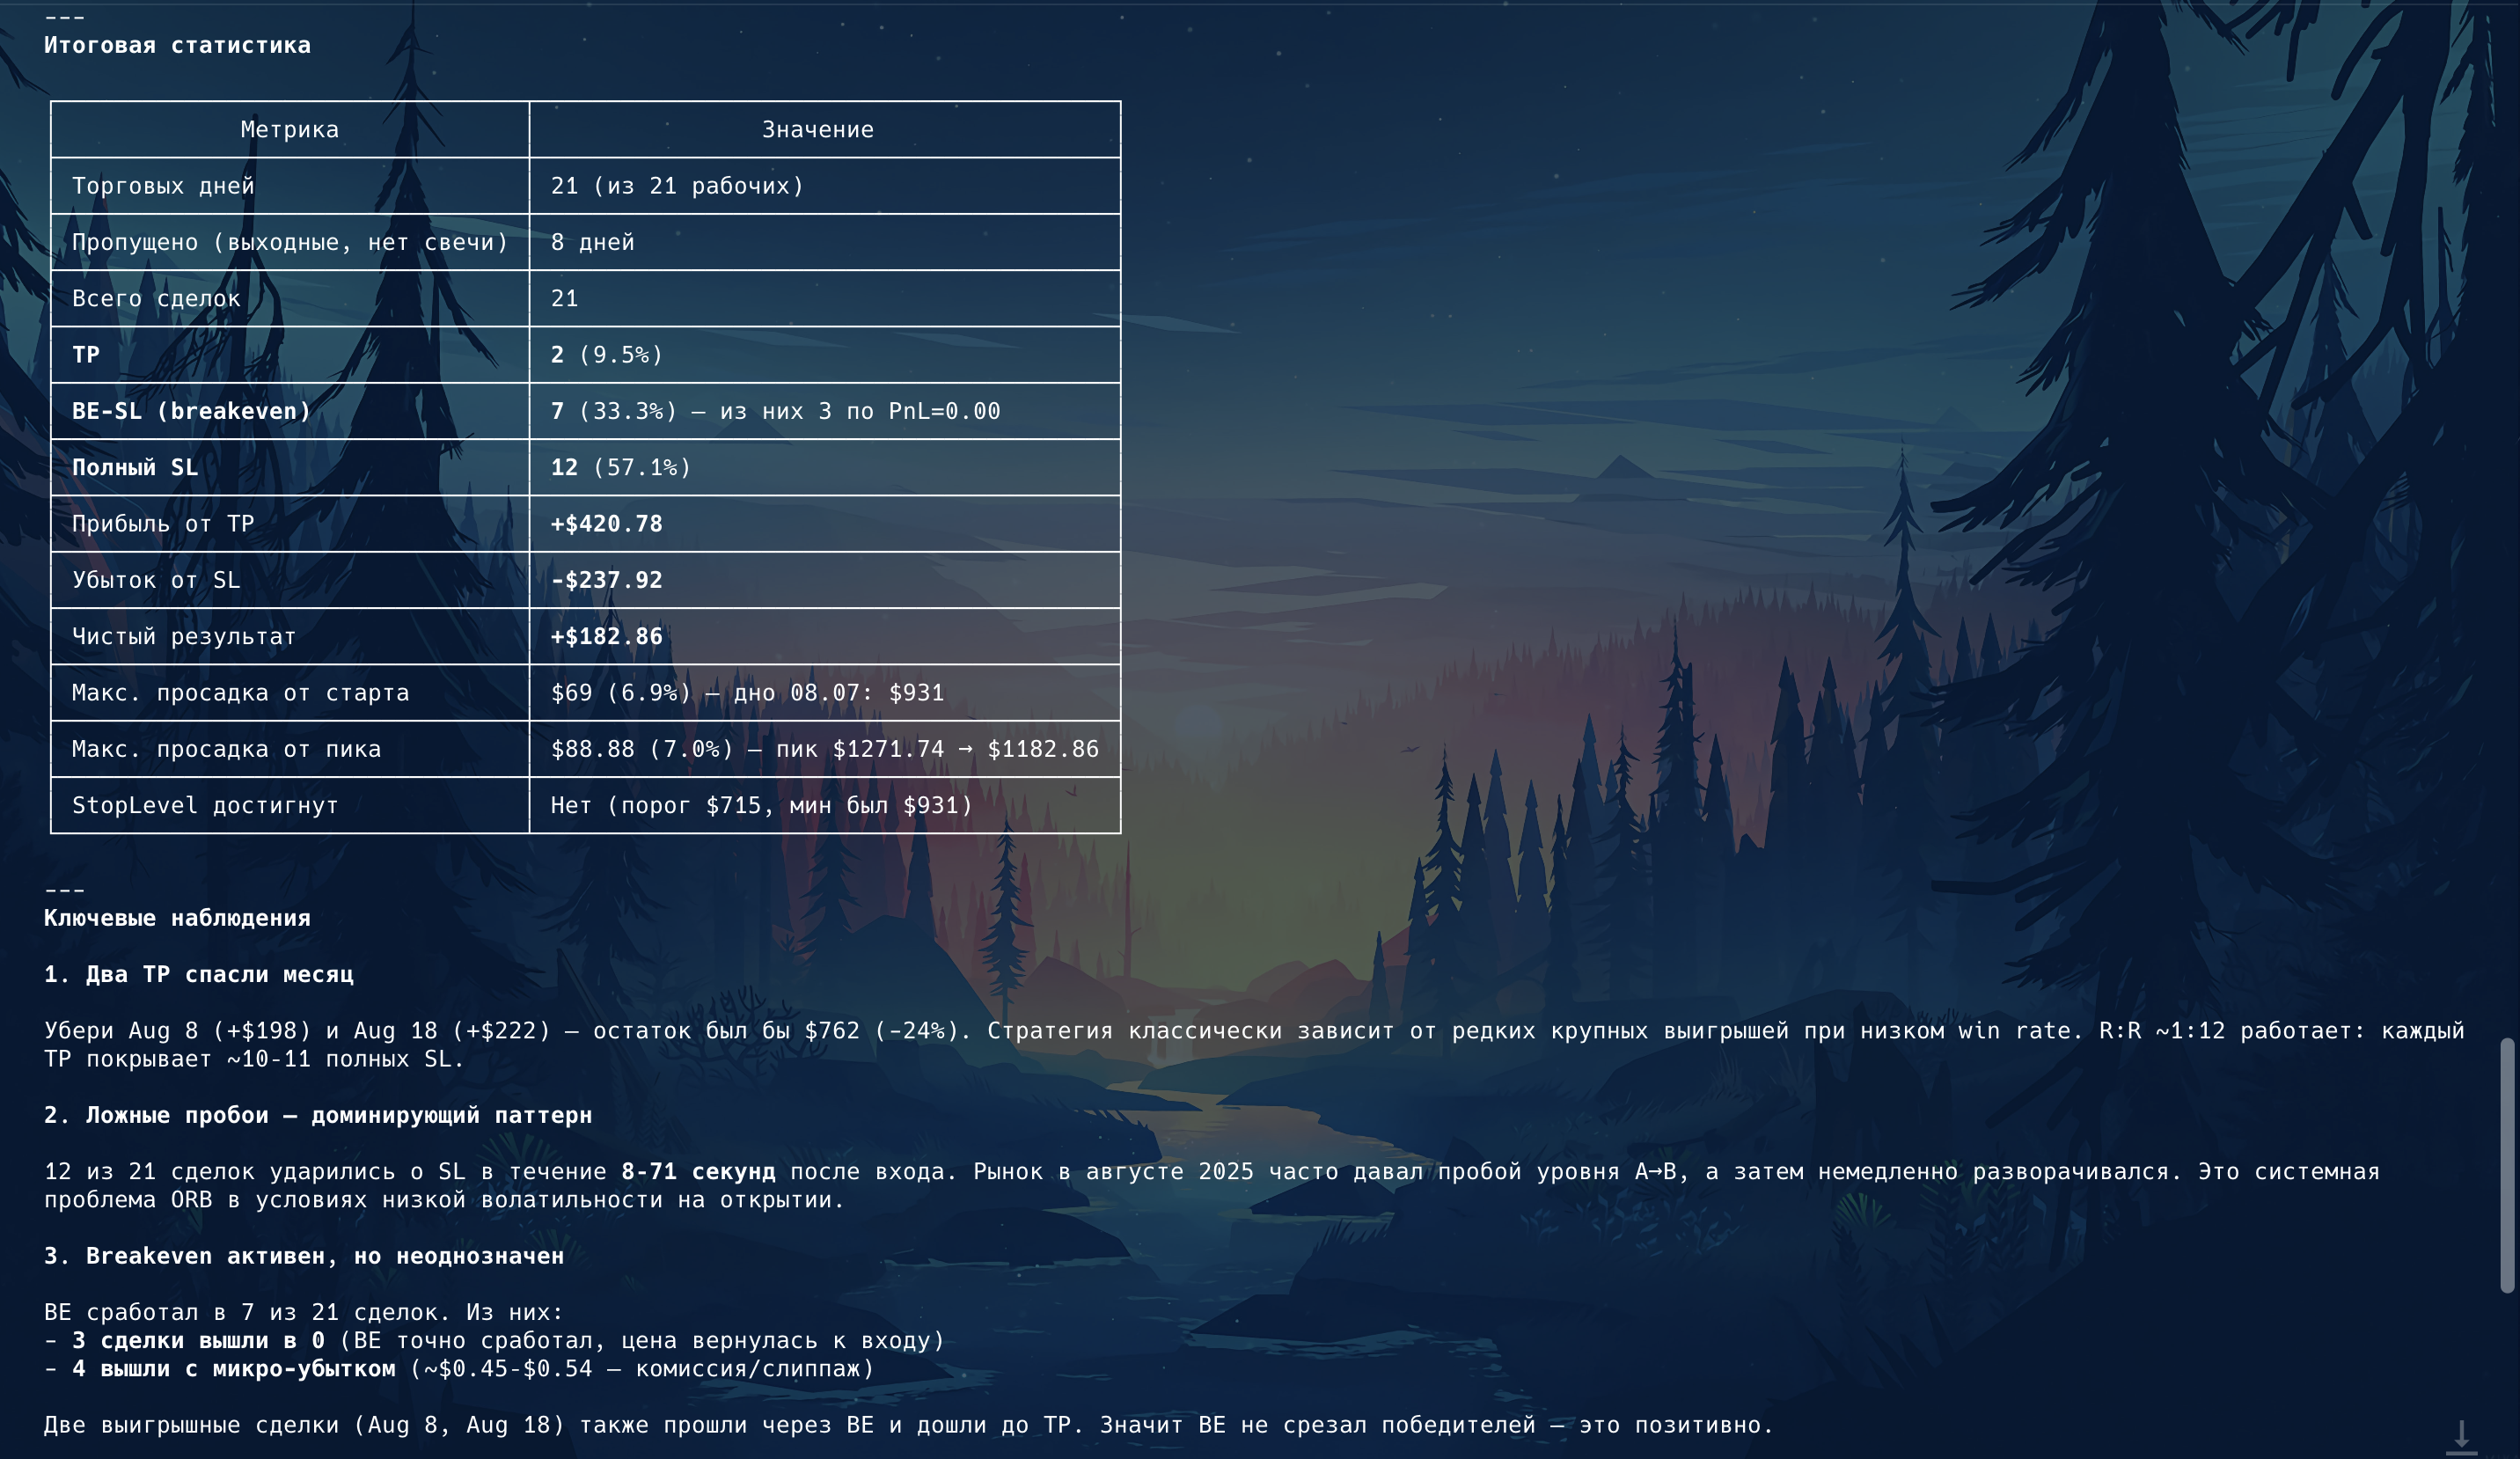 ---
Итоговая статистика
Метрика Значение
Торговых дней 21 (из 21 рабочих)
Пропущено (выходные, нет свечи) 8 дней
Всего сделок 21
TP 2 (9.5%)
BE-SL (breakeven) 7 (33.3%) — из них 3 по PnL=0.00
Полный SL 12 (57.1%)
Прибыль от TP +$420.78
Убыток от SL -$237.92
Чистый результат +$182.86
Макс. просадка от старта $69 (6.9%) — дно 08.07: $931
Макс. просадка от пика $88.88 (7.0%) — пик $1271.74 → $1182.86
StopLevel достигнут Нет (порог $715, мин был $931)
---
Ключевые наблюдения
1. Два TP спасли месяц
Убери Aug 8 (+$198) и Aug 18 (+$222) — остаток был бы $762 (-24%). Стратегия классически зависит от редких крупных выигрышей при низком win rate. R:R ~1:12 работает: каждый
TP покрывает ~10-11 полных SL.
2. Ложные пробои — доминирующий паттерн
12 из 21 сделок ударились о SL в течение 8-71 секунд после входа. Рынок в августе 2025 часто давал пробой уровня A→B, а затем немедленно разворачивался. Это системная
проблема ORB в условиях низкой волатильности на открытии.
3. Breakeven активен, но неоднозначен
BE сработал в 7 из 21 сделок. Из них:
- 3 сделки вышли в 0 (BE точно сработал, цена вернулась к входу)
- 4 вышли с микро-убытком (~$0.45-$0.54 — комиссия/слиппаж)
Две выигрышные сделки (Aug 8, Aug 18) также прошли через BE и дошли до TP. Значит BE не срезал победителей — это позитивно.